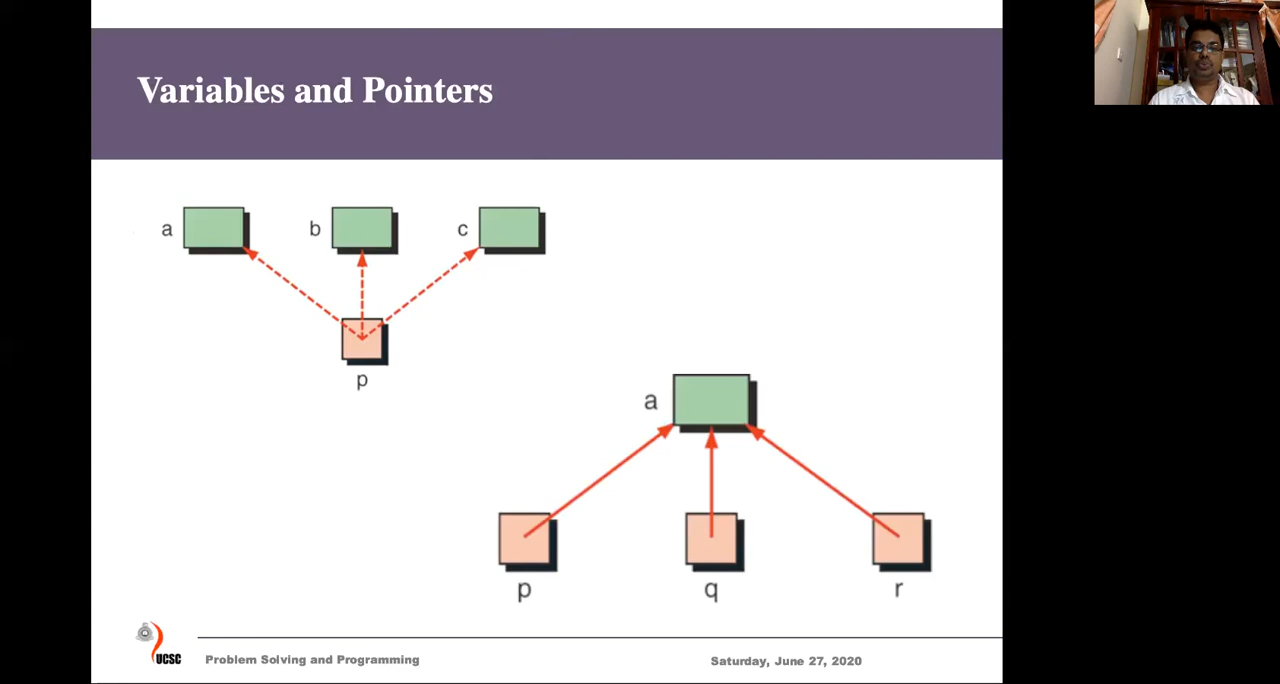 Variables and Pointers
a
b
c
p
a
p
q
r
UCSC
Problem Solving and Programming
Saturday, June 27, 2020